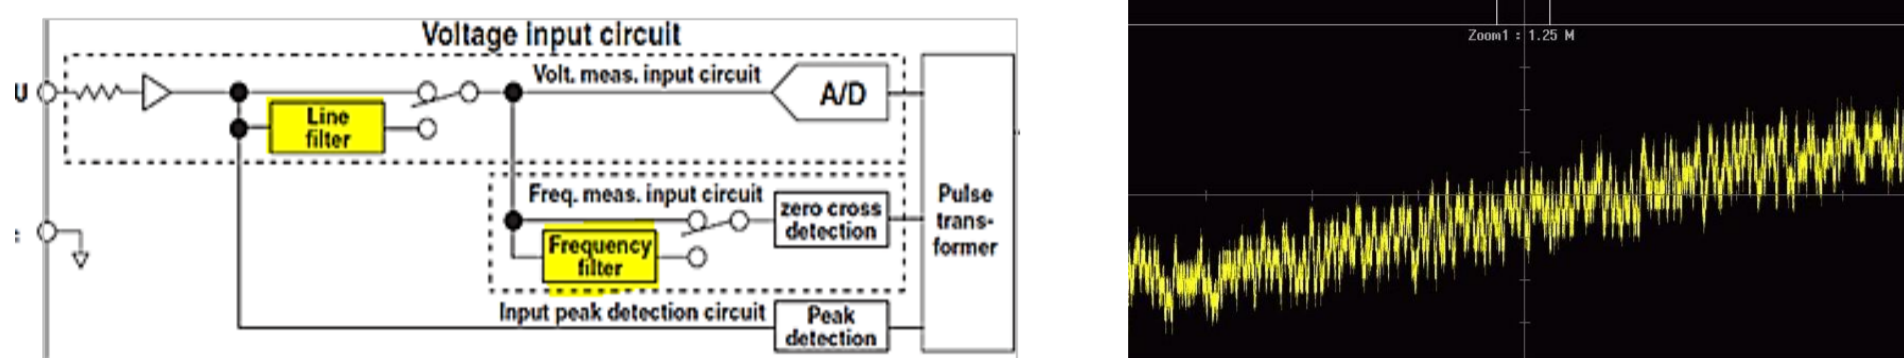 Voltage input circuit
Volt. meas. input circuit
U
A/D
Line
filter
Freq. meas. input circuit
zero cross
detection
Frequency
filter
Input peak detection circuit
Peak
detection
Pulse
trans-
former
Zoom1 : 1.25 M